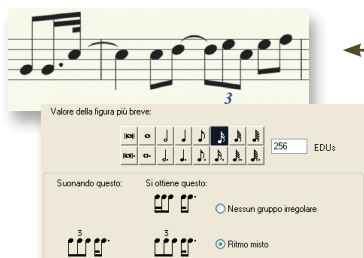 3
Valore della figura più breve:
256 EDUs
Suonando questo: Si ottiene questo:
Nessun gruppo irregolare
3 3 Ritmo misto